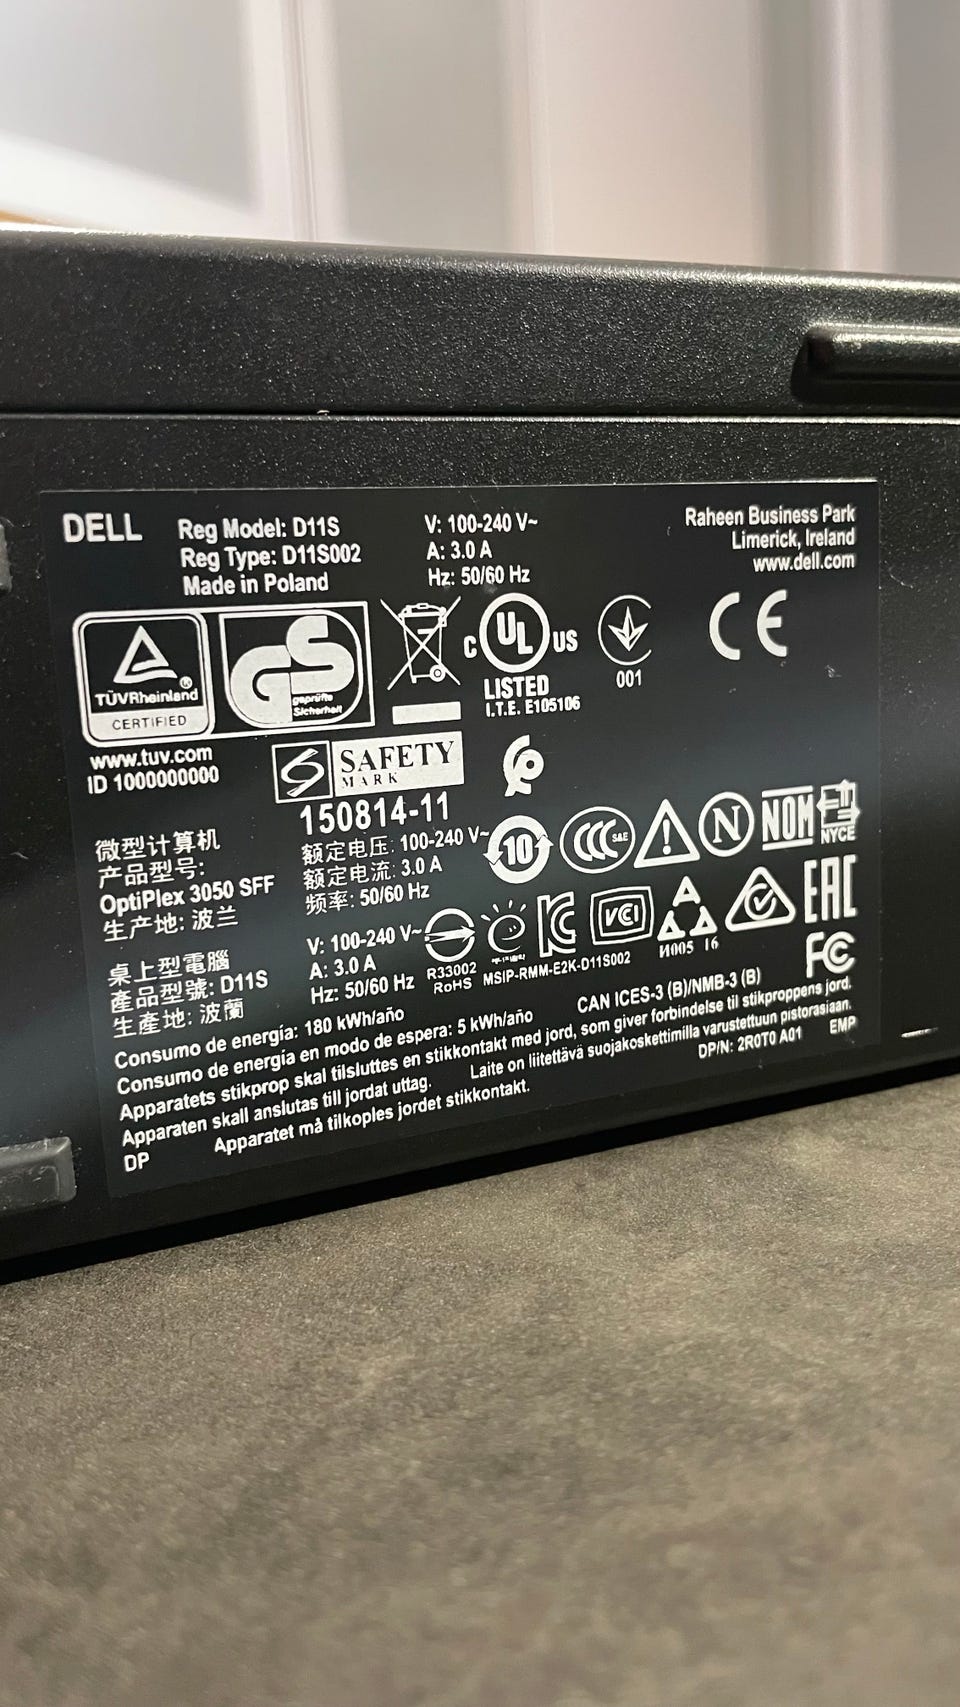 DELL
Reg Model: D11S
Reg Type: D11S002
Made in Poland
V: 100-240 V~
A: 3.0 A
Hz: 50/60 Hz
Raheen Business Park
Limerick, Ireland
www.dell.com
TÜVRheinland®
CERTIFIED
www.tuv.com
ID 1000000000
GS
geprüfte
Sicherheit
C UL US
LISTED
I.T.E. E105106
001
CE
S SAFETY
MARK
150814-11
微型计算机
产品型号:
OptiPlex 3050 SFF
生产地: 波兰
额定电压: 100-240 V~
额定电流: 3.0 A
频率: 50/60 Hz
10
CCC S&E
N
NOM
NYCE
桌上型電腦
產品型號: D11S
生產地: 波蘭
V: 100-240 V~
A: 3.0 A
Hz: 50/60 Hz
R33002
RoHS
MSIP-RMM-E2K-D11S002
VCI
И005 16
EAC
FC
Consumo de energía: 180 kWh/año
Consumo de energía en modo de espera: 5 kWh/año
CAN ICES-3 (B)/NMB-3 (B)
Apparatets stikprop skal tilsluttes en stikkontakt med jord, som giver forbindelse til stikproppens jord.
Apparaten skall anslutas till jordat uttag.
Laite on liitettävä suojakoskettimilla varustettuun pistorasiaan.
DP
Apparatet må tilkoples jordet stikkontakt.
DP/N: 2R0T0 A01
EMP